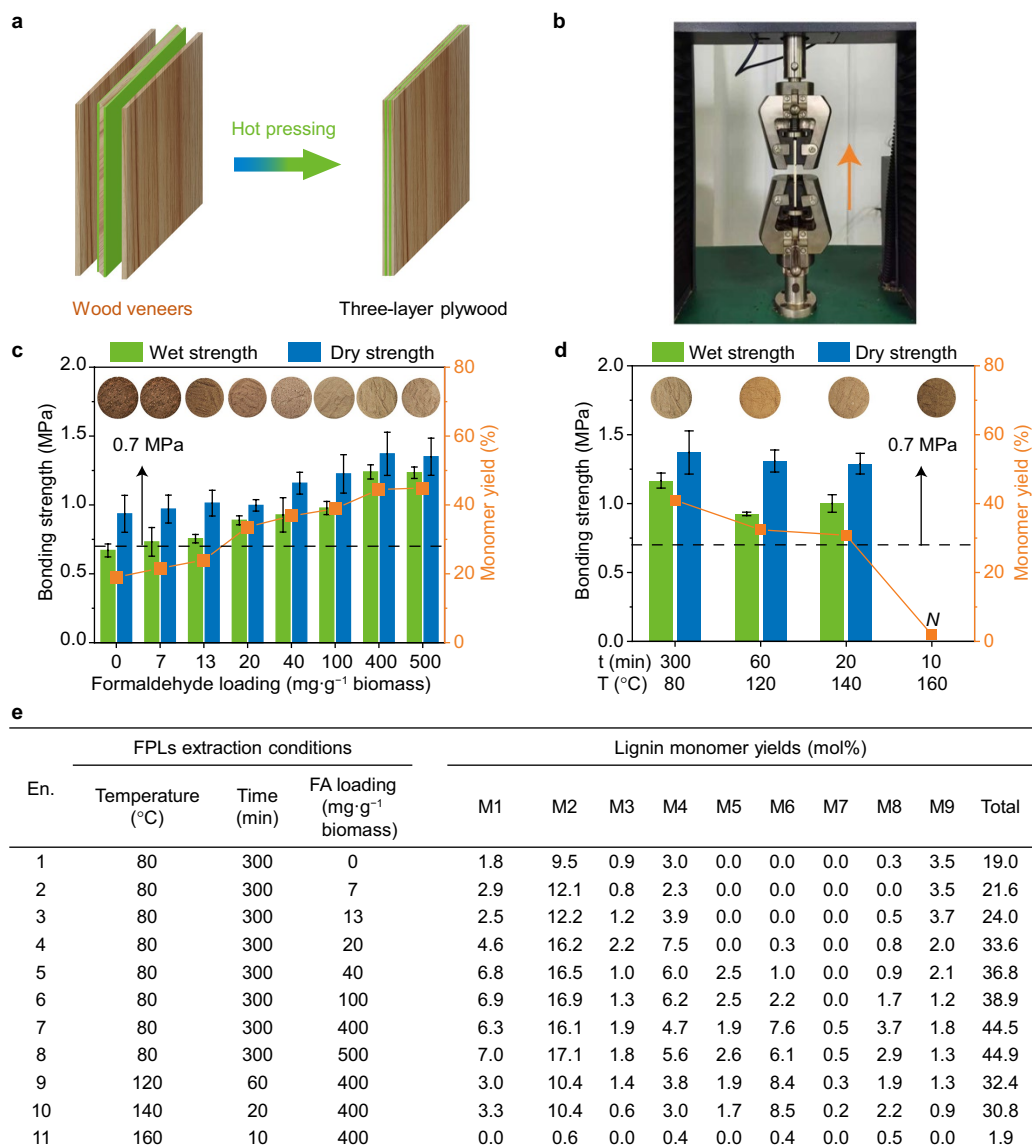 a
b
Hot pressing
Wood veneers
Three-layer plywood
c
Wet strength
Dry strength
Bonding strength (MPa)
2.0
1.5
1.0
0.5
0.0
0.7 MPa
80
60
40
20
0
Monomer yield (%)
0 7 13 20 40 100 400 500
Formaldehyde loading (mg·g⁻¹ biomass)
d
Wet strength
Dry strength
Bonding strength (MPa)
2.0
1.5
1.0
0.5
0.0
0.7 MPa
N
80
60
40
20
0
Monomer yield (%)
t (min) 300 60 20 10
T (°C) 80 120 140 160
e
FPLs extraction conditions Lignin monomer yields (mol%)
En. Temperature (°C) Time (min) FA loading (mg·g⁻¹ biomass) M1 M2 M3 M4 M5 M6 M7 M8 M9 Total
1 80 300 0 1.8 9.5 0.9 3.0 0.0 0.0 0.0 0.3 3.5 19.0
2 80 300 7 2.9 12.1 0.8 2.3 0.0 0.0 0.0 0.0 3.5 21.6
3 80 300 13 2.5 12.2 1.2 3.9 0.0 0.0 0.0 0.5 3.7 24.0
4 80 300 20 4.6 16.2 2.2 7.5 0.0 0.3 0.0 0.8 2.0 33.6
5 80 300 40 6.8 16.5 1.0 6.0 2.5 1.0 0.0 0.9 2.1 36.8
6 80 300 100 6.9 16.9 1.3 6.2 2.5 2.2 0.0 1.7 1.2 38.9
7 80 300 400 6.3 16.1 1.9 4.7 1.9 7.6 0.5 3.7 1.8 44.5
8 80 300 500 7.0 17.1 1.8 5.6 2.6 6.1 0.5 2.9 1.3 44.9
9 120 60 400 3.0 10.4 1.4 3.8 1.9 8.4 0.3 1.9 1.3 32.4
10 140 20 400 3.3 10.4 0.6 3.0 1.7 8.5 0.2 2.2 0.9 30.8
11 160 10 400 0.0 0.6 0.0 0.4 0.0 0.4 0.0 0.5 0.0 1.9